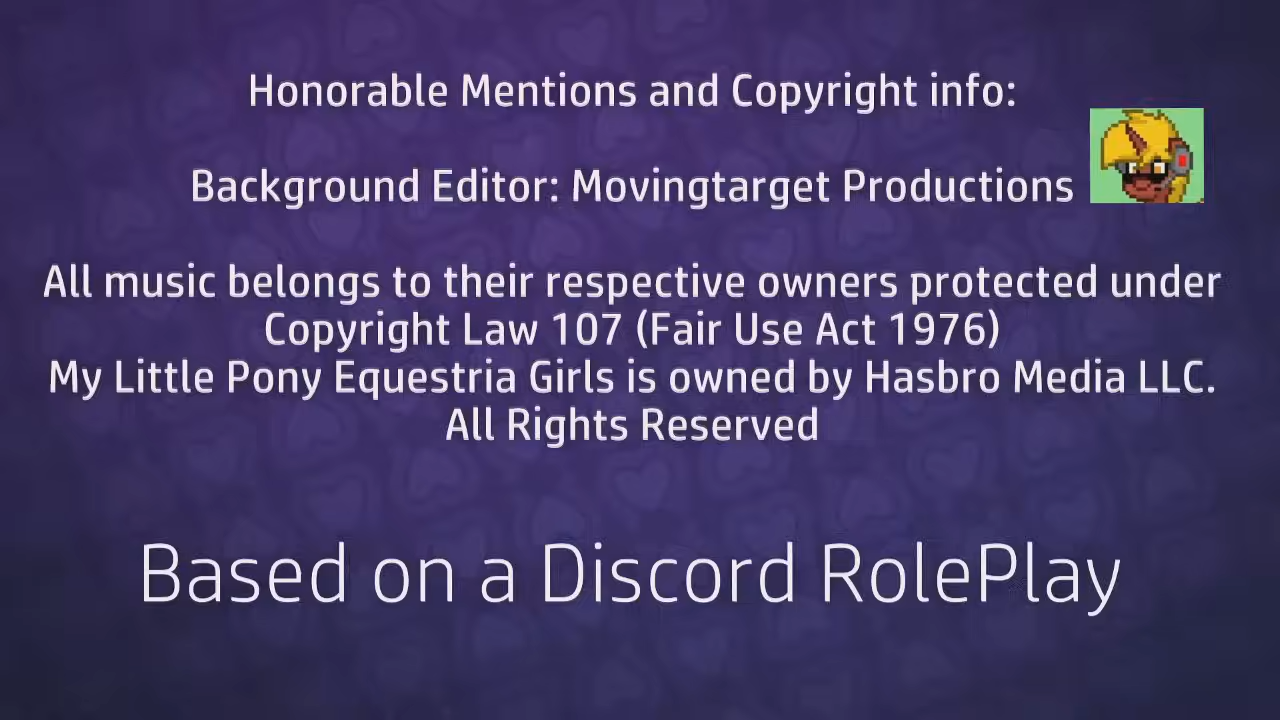 Honorable Mentions and Copyright info:
Background Editor: Movingtarget Productions
All music belongs to their respective owners protected under
Copyright Law 107 (Fair Use Act 1976)
My Little Pony Equestria Girls is owned by Hasbro Media LLC.
All Rights Reserved
Based on a Discord RolePlay